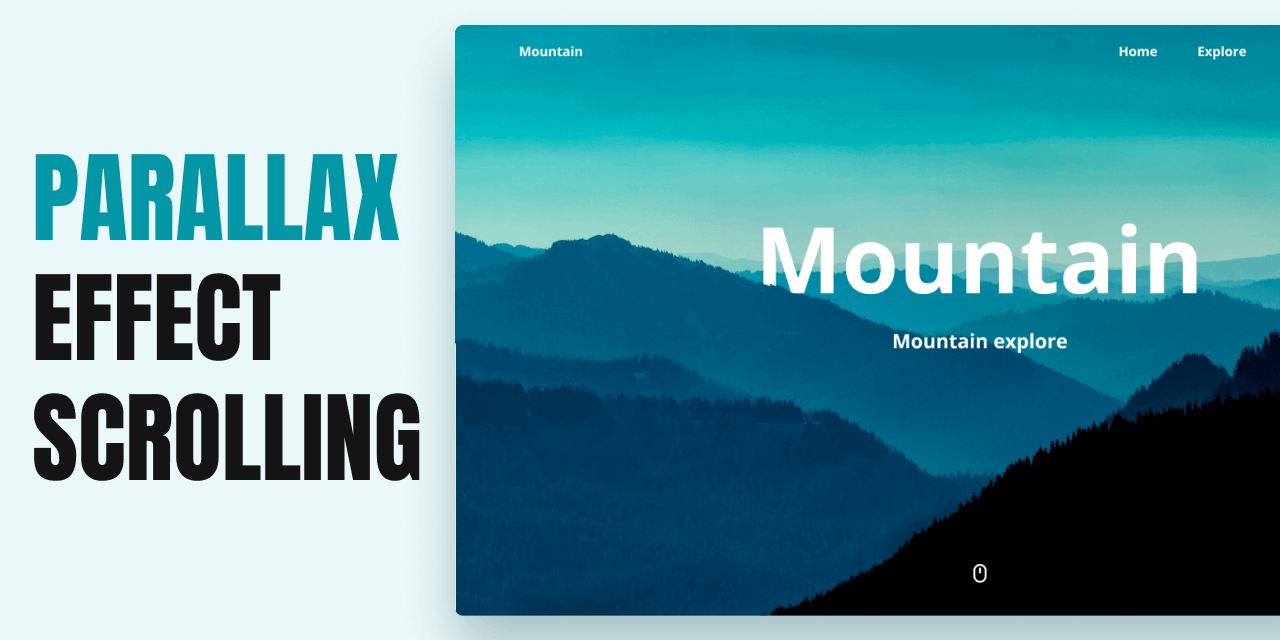 PARALLAX
EFFECT
SCROLLING
Mountain
Home Explore
Mountain
Mountain explore